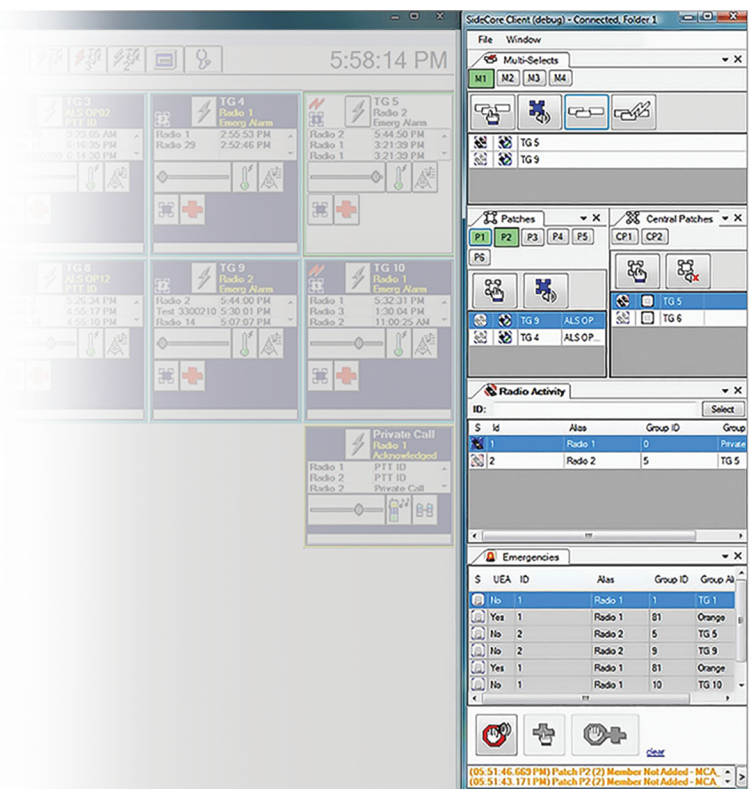 SideCore Client (debug) - Connected, Folder 1
File Window
5:58:14 PM
Multi-Selects
M1 M2 M3 M4
TG 5
TG 9
Patches
P1 P2 P3 P4 P5
P6
TG 9 ALS OP
TG 4 ALS OP...
Central Patches
CP1 CP2
TG 5
TG 6
Radio Activity
ID: Select
S Id Alias Group ID Group
1 Radio 1 0 Private
2 Radio 2 5 TG 5
Emergencies
S UEA ID Alias Group ID Group Ali
No 1 Radio 1 1 TG 1
Yes 1 Radio 1 81 Orange
No 2 Radio 2 5 TG 5
No 2 Radio 2 9 TG 9
Yes 1 Radio 1 81 Orange
No 1 Radio 1 10 TG 10
clear
(05:51:46.669 PM) Patch P2 (2) Member Not Added - MCA_
(05:51:43.171 PM) Patch P2 (2) Member Not Added - MCA_
TG 3
ALS OP02
PTT ID
3:21:05 AM
6:16:35 PM
6:14:30 PM
TG 4
Radio 1
Emerg Alarm
Radio 1 2:55:53 PM
Radio 29 2:52:46 PM
TG 5
Radio 2
Emerg Alarm
Radio 2 5:44:50 PM
Radio 1 3:21:39 PM
Radio 1 3:21:39 PM
TG 8
ALS OP12
PTT ID
5:26:34 PM
4:55:17 PM
4:55:10 PM
TG 9
Radio 2
Emerg Alarm
Radio 2 5:44:00 PM
Test 3300210 5:30:01 PM
Radio 14 5:07:07 PM
TG 10
Radio 1
Emerg Alarm
Radio 1 5:32:31 PM
Radio 3 1:30:04 PM
Radio 2 11:00:25 AM
Private Call
Radio 1
Acknowledged
Radio 1 PTT ID
Radio 2 PTT ID
Radio 2 Private Call